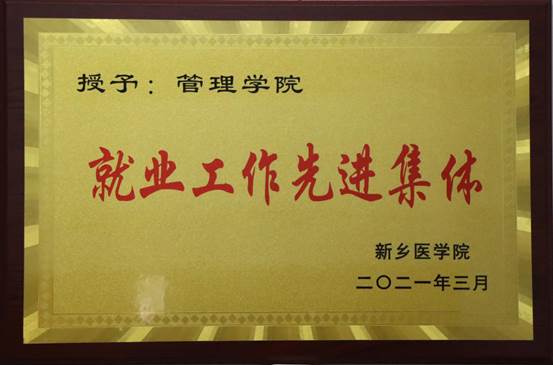 授予：管理学院
就业工作先进集体
新乡医学院
二〇二一年三月